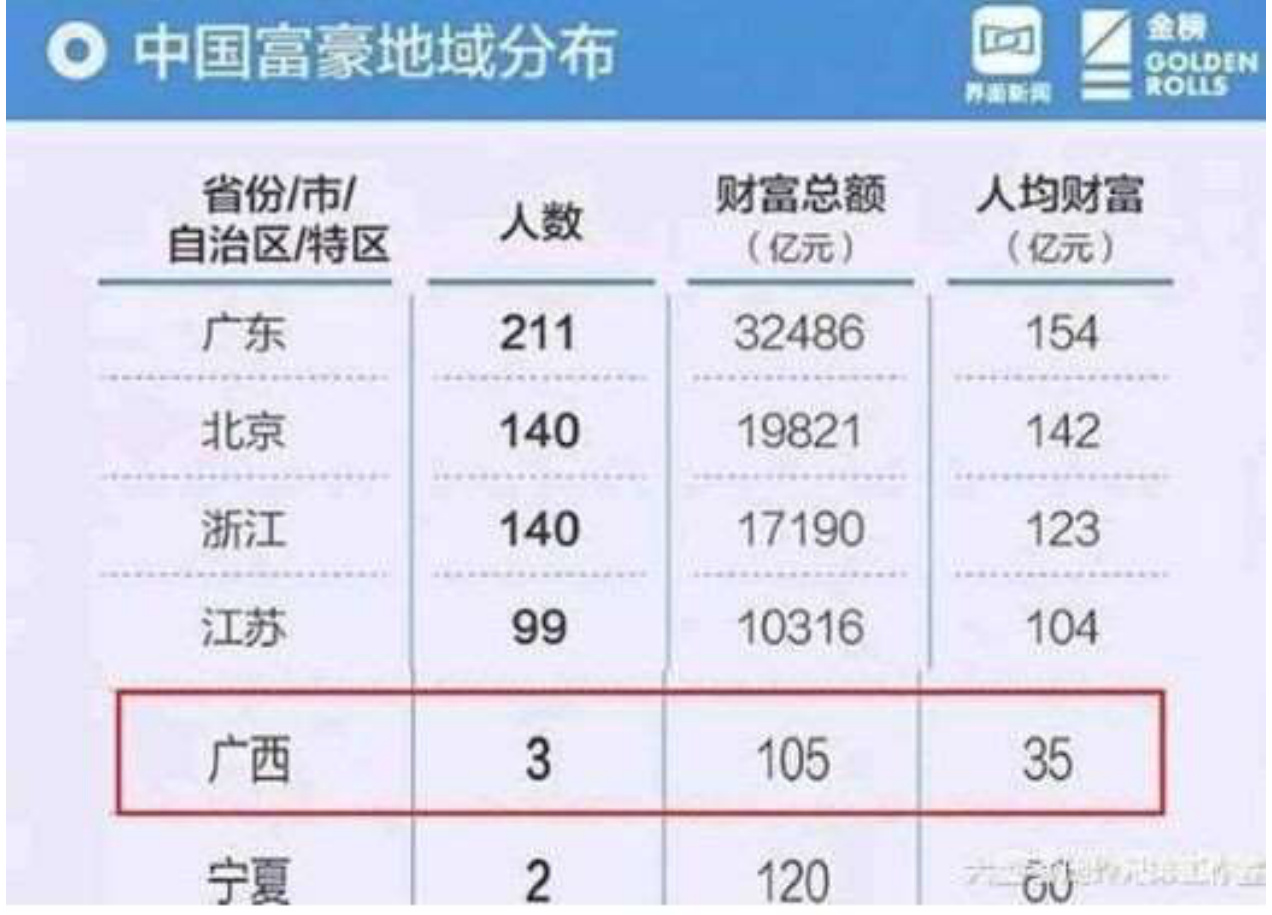 中国富豪地域分布
界面新闻
金榜
GOLDEN
ROLLS
省份/市/
自治区/特区
人数
财富总额
（亿元）
人均财富
（亿元）
广东 211 32486 154
北京 140 19821 142
浙江 140 17190 123
江苏 99 10316 104
广西 3 105 35
宁夏 2 120 60